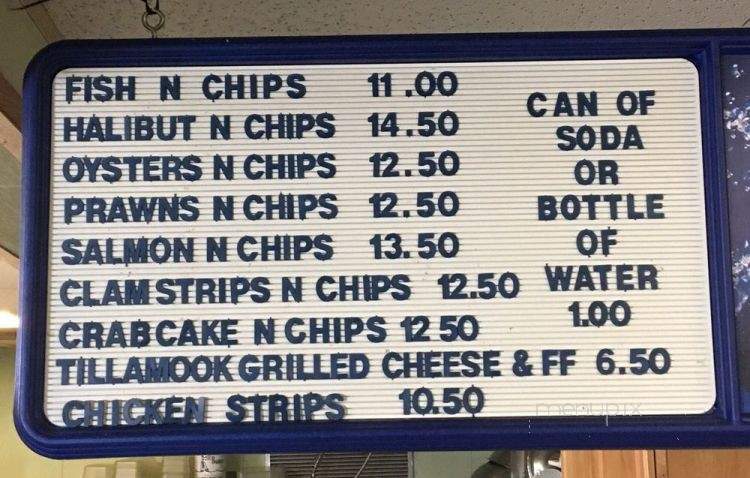 FISH N CHIPS 11.00
HALIBUT N CHIPS 14.50
OYSTERS N CHIPS 12.50
PRAWNS N CHIPS 12.50
SALMON N CHIPS 13.50
CLAM STRIPS N CHIPS 12.50
CRAB CAKE N CHIPS 12 50
TILLAMOOK GRILLED CHEESE & FF 6.50
CHICKEN STRIPS 10.50
CAN OF
SODA
OR
BOTTLE
OF
WATER
1.00
menupix